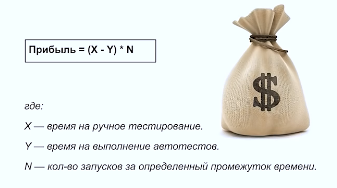 Прибыль = (X - Y) * N
$
где:
X — время на ручное тестирование.
Y — время на выполнение автотестов.
N — кол-во запусков за определенный промежуток времени.